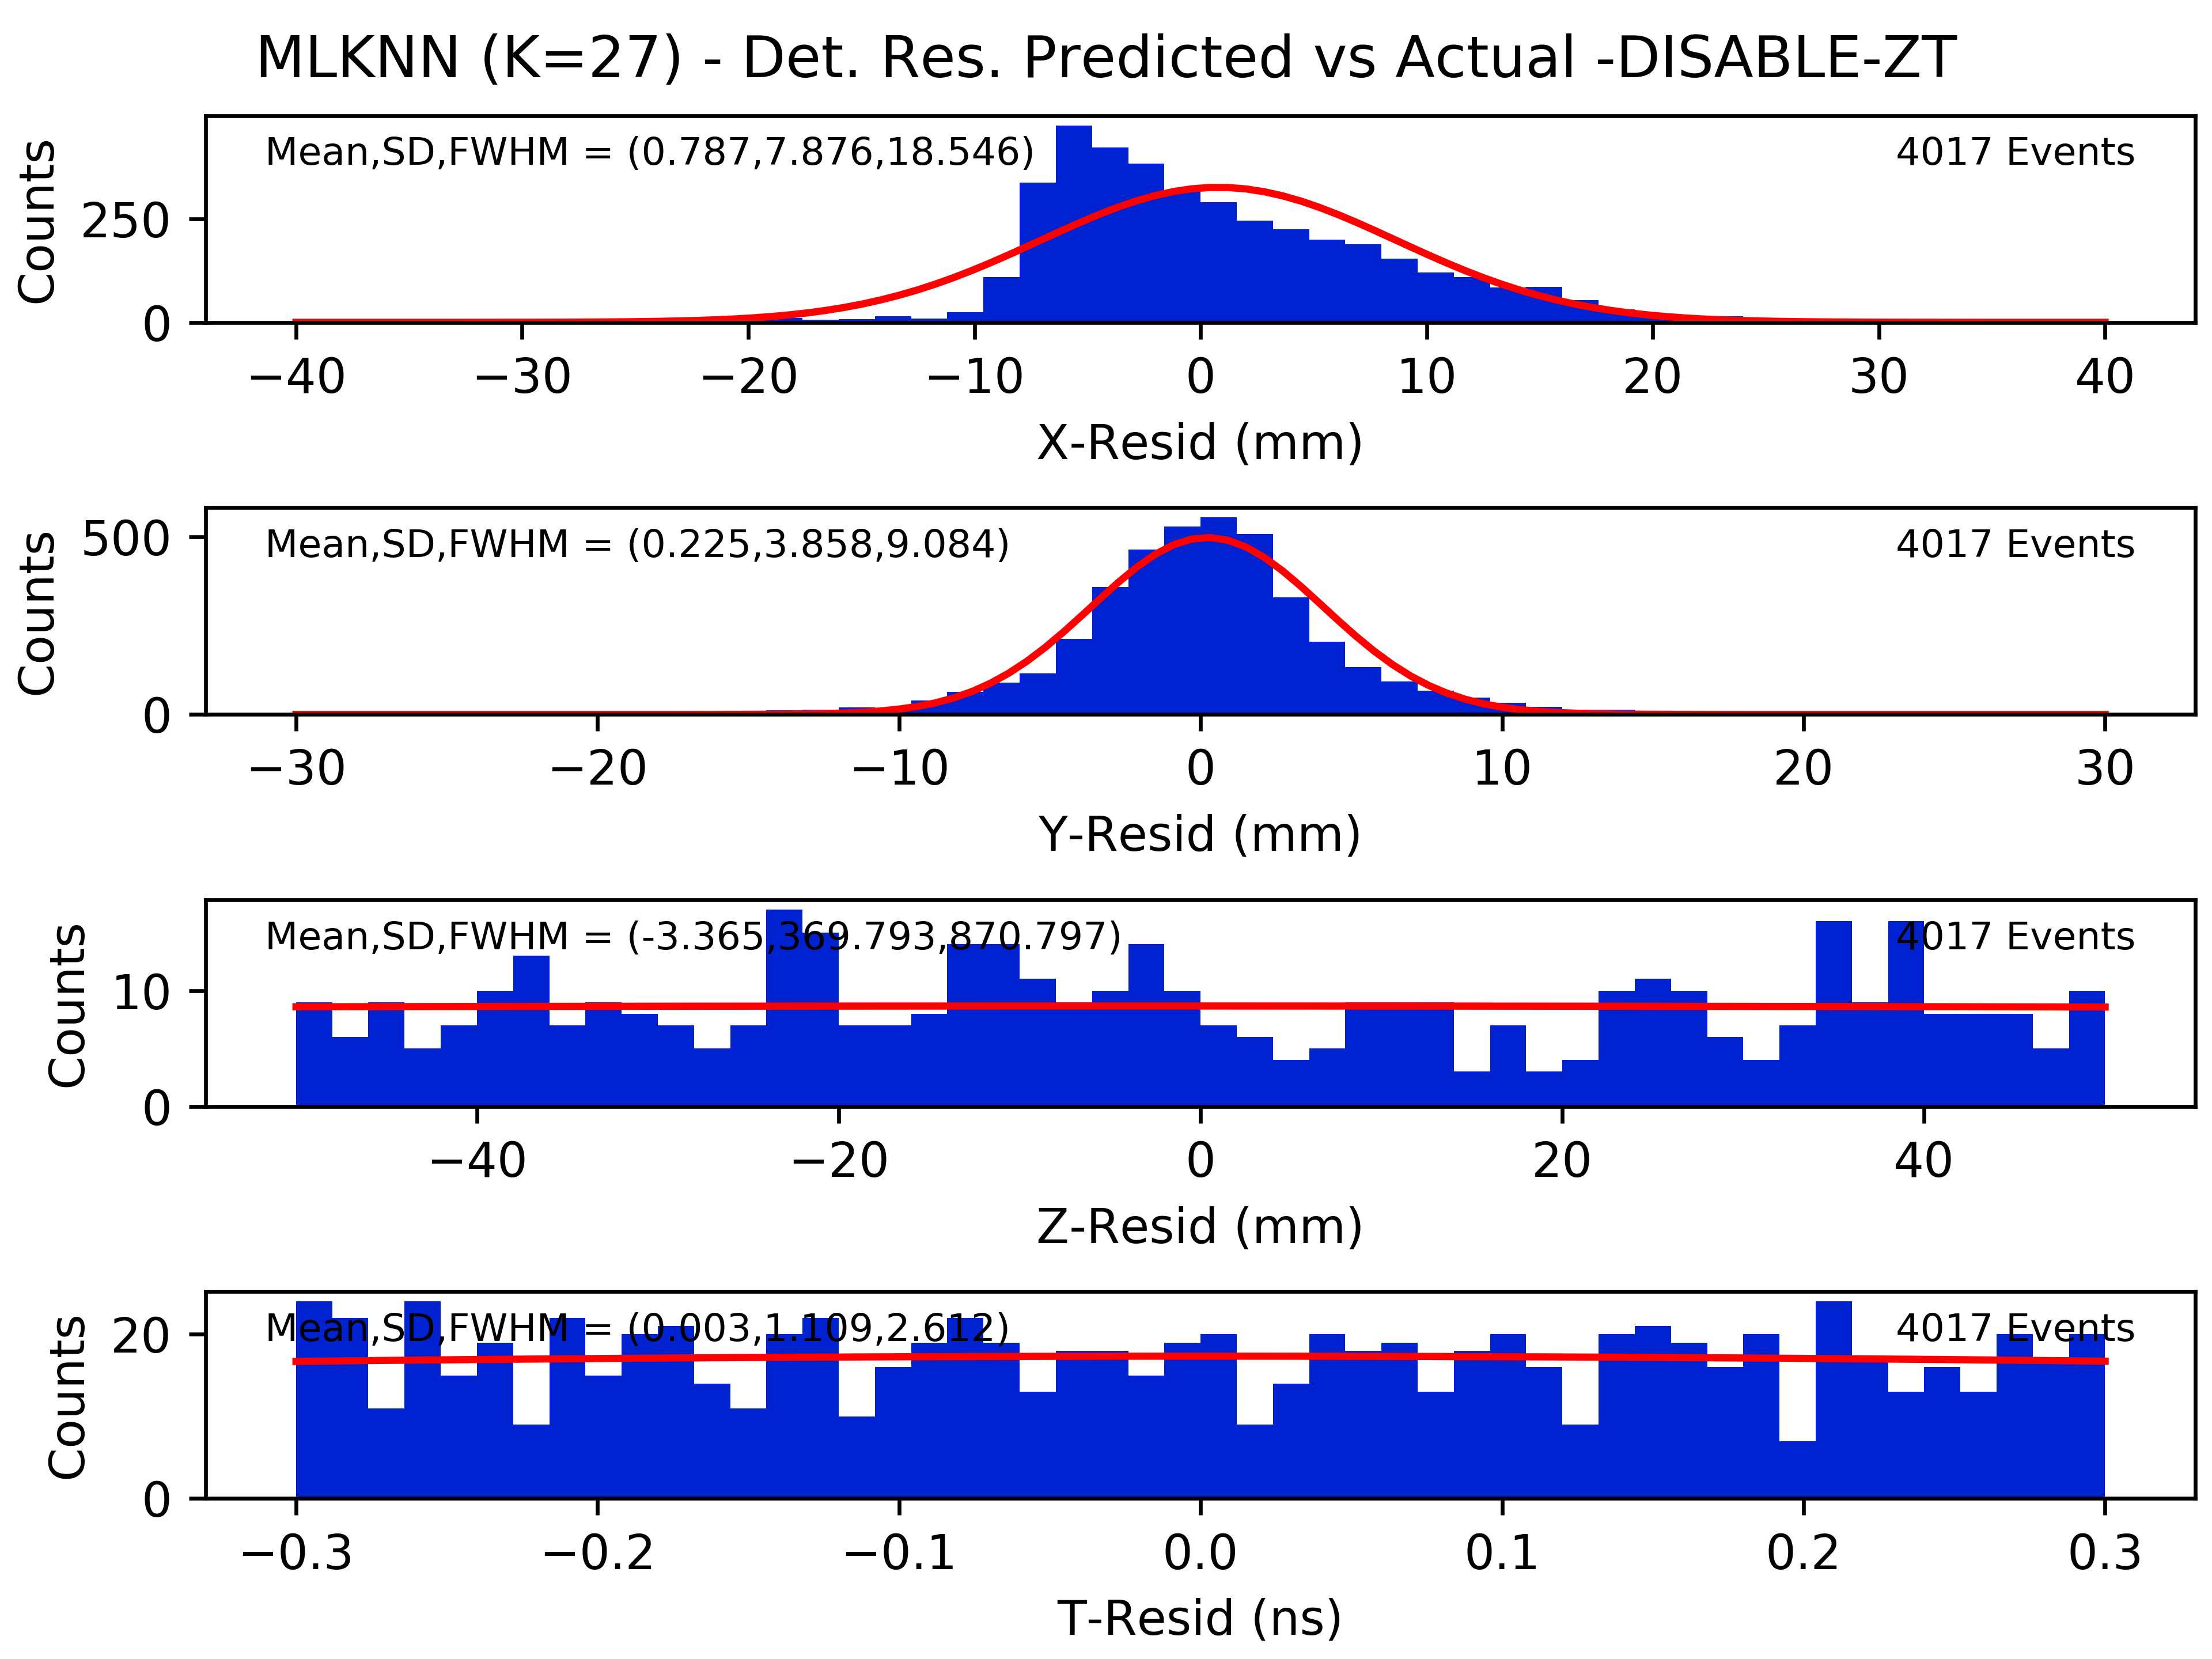 MLKNN (K=27) - Det. Res. Predicted vs Actual -DISABLE-ZT
Mean,SD,FWHM = (0.787,7.876,18.546)
4017 Events
Counts
250
0
−40 −30 −20 −10 0 10 20 30 40
X-Resid (mm)
Mean,SD,FWHM = (0.225,3.858,9.084)
4017 Events
Counts
500
0
−30 −20 −10 0 10 20 30
Y-Resid (mm)
Mean,SD,FWHM = (-3.365,369.793,870.797)
4017 Events
Counts
10
0
−40 −20 0 20 40
Z-Resid (mm)
Mean,SD,FWHM = (0.003,1.109,2.612)
4017 Events
Counts
20
0
−0.3 −0.2 −0.1 0.0 0.1 0.2 0.3
T-Resid (ns)